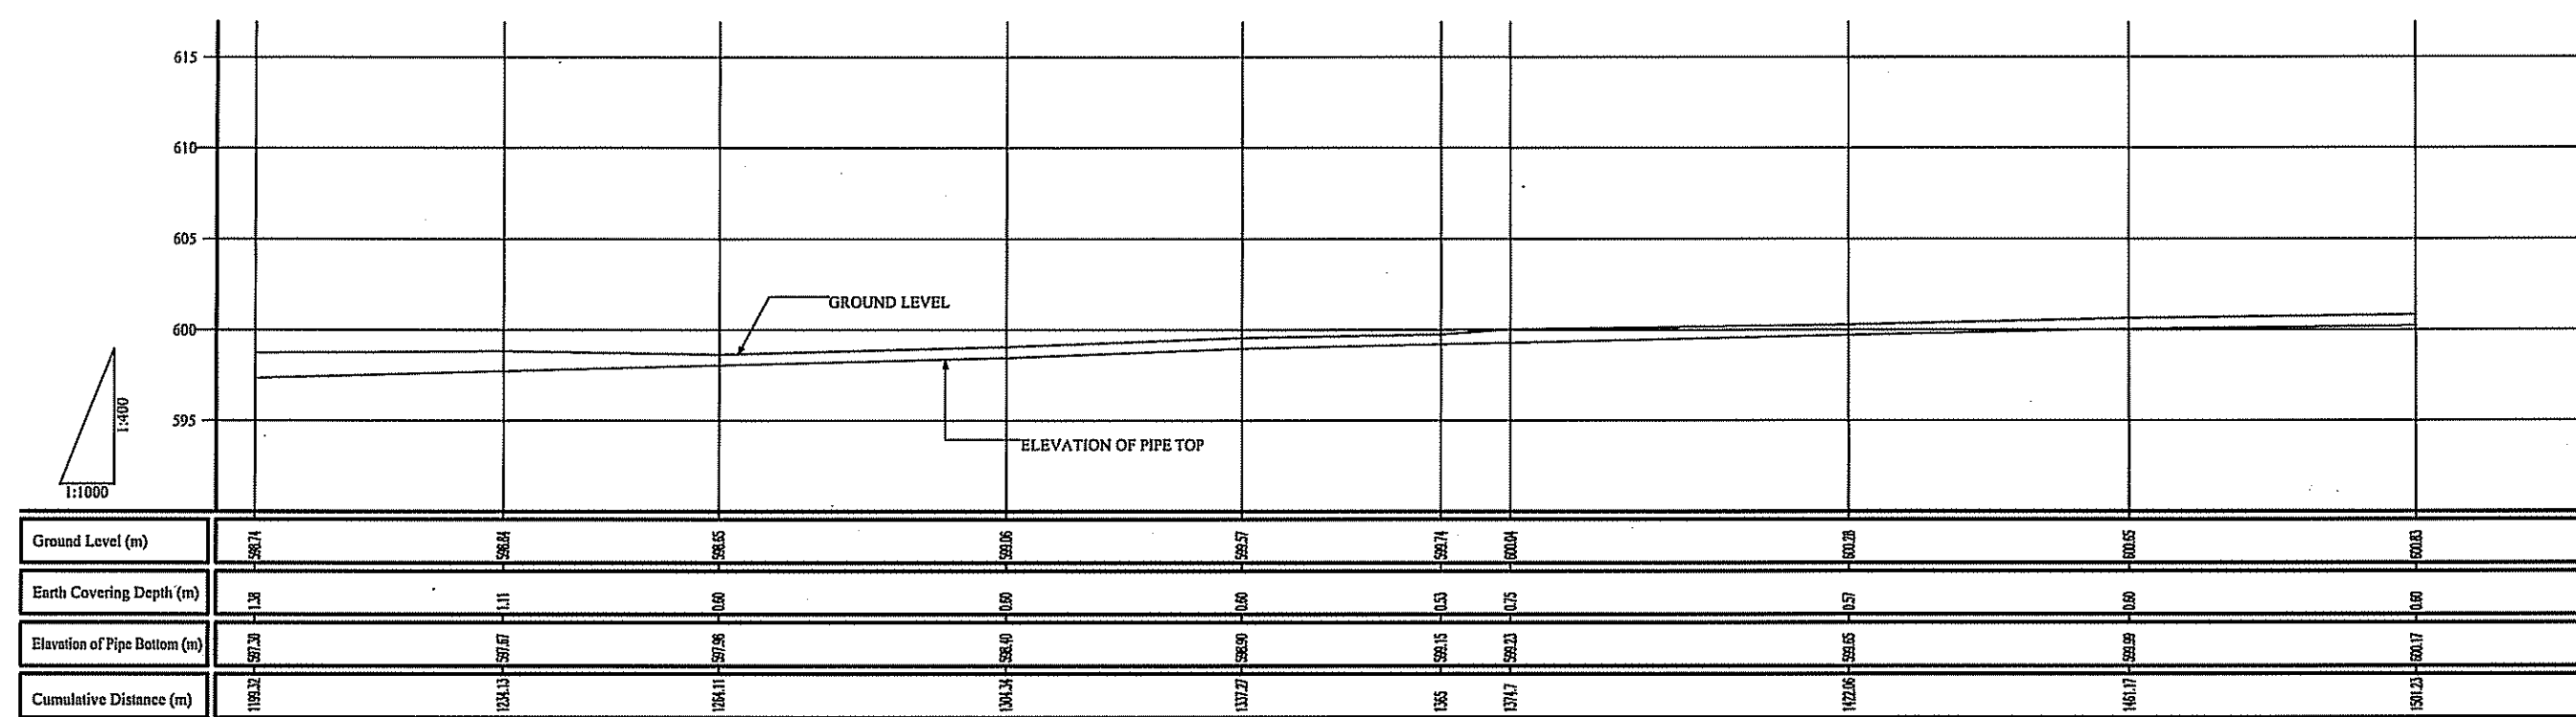 615
610
605
600
595
GROUND LEVEL
ELEVATION OF PIPE TOP
1:400
1:1000
Ground Level (m) 598.74 598.84 598.65 599.06 599.57 599.74 600.04 600.28 600.65 600.83
Earth Covering Depth (m) 1.38 1.11 0.60 0.60 0.60 0.53 0.75 0.57 0.60 0.60
Elavation of Pipe Bottom (m) 597.30 597.67 597.98 598.40 598.90 599.15 599.23 599.65 599.99 600.17
Cumulative Distance (m) 1199.32 1234.13 1264.11 1304.34 1337.27 1365 1374.7 1422.06 1461.17 1501.23